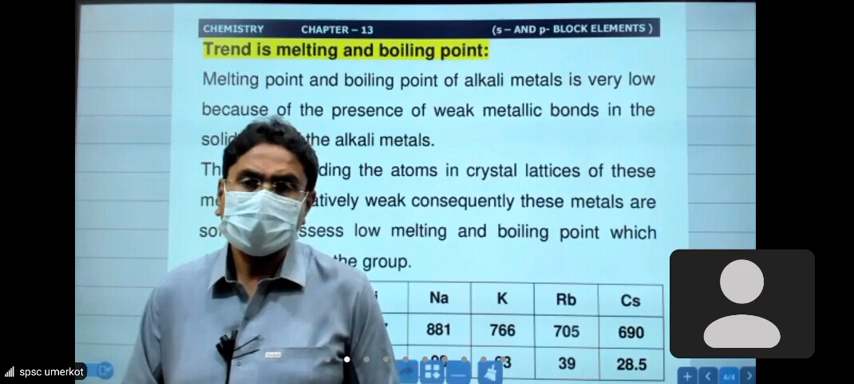 CHEMISTRY CHAPTER – 13 (s – AND p- BLOCK ELEMENTS )
Trend is melting and boiling point:
Melting point and boiling point of alkali metals is very low
because of the presence of weak metallic bonds in the
the alkali metals.
the atoms in crystal lattices of these
weak consequently these metals are
low melting and boiling point which
the group.
Na K Rb Cs
881 766 705 690
39 28.5
4/4
spsc umerkot